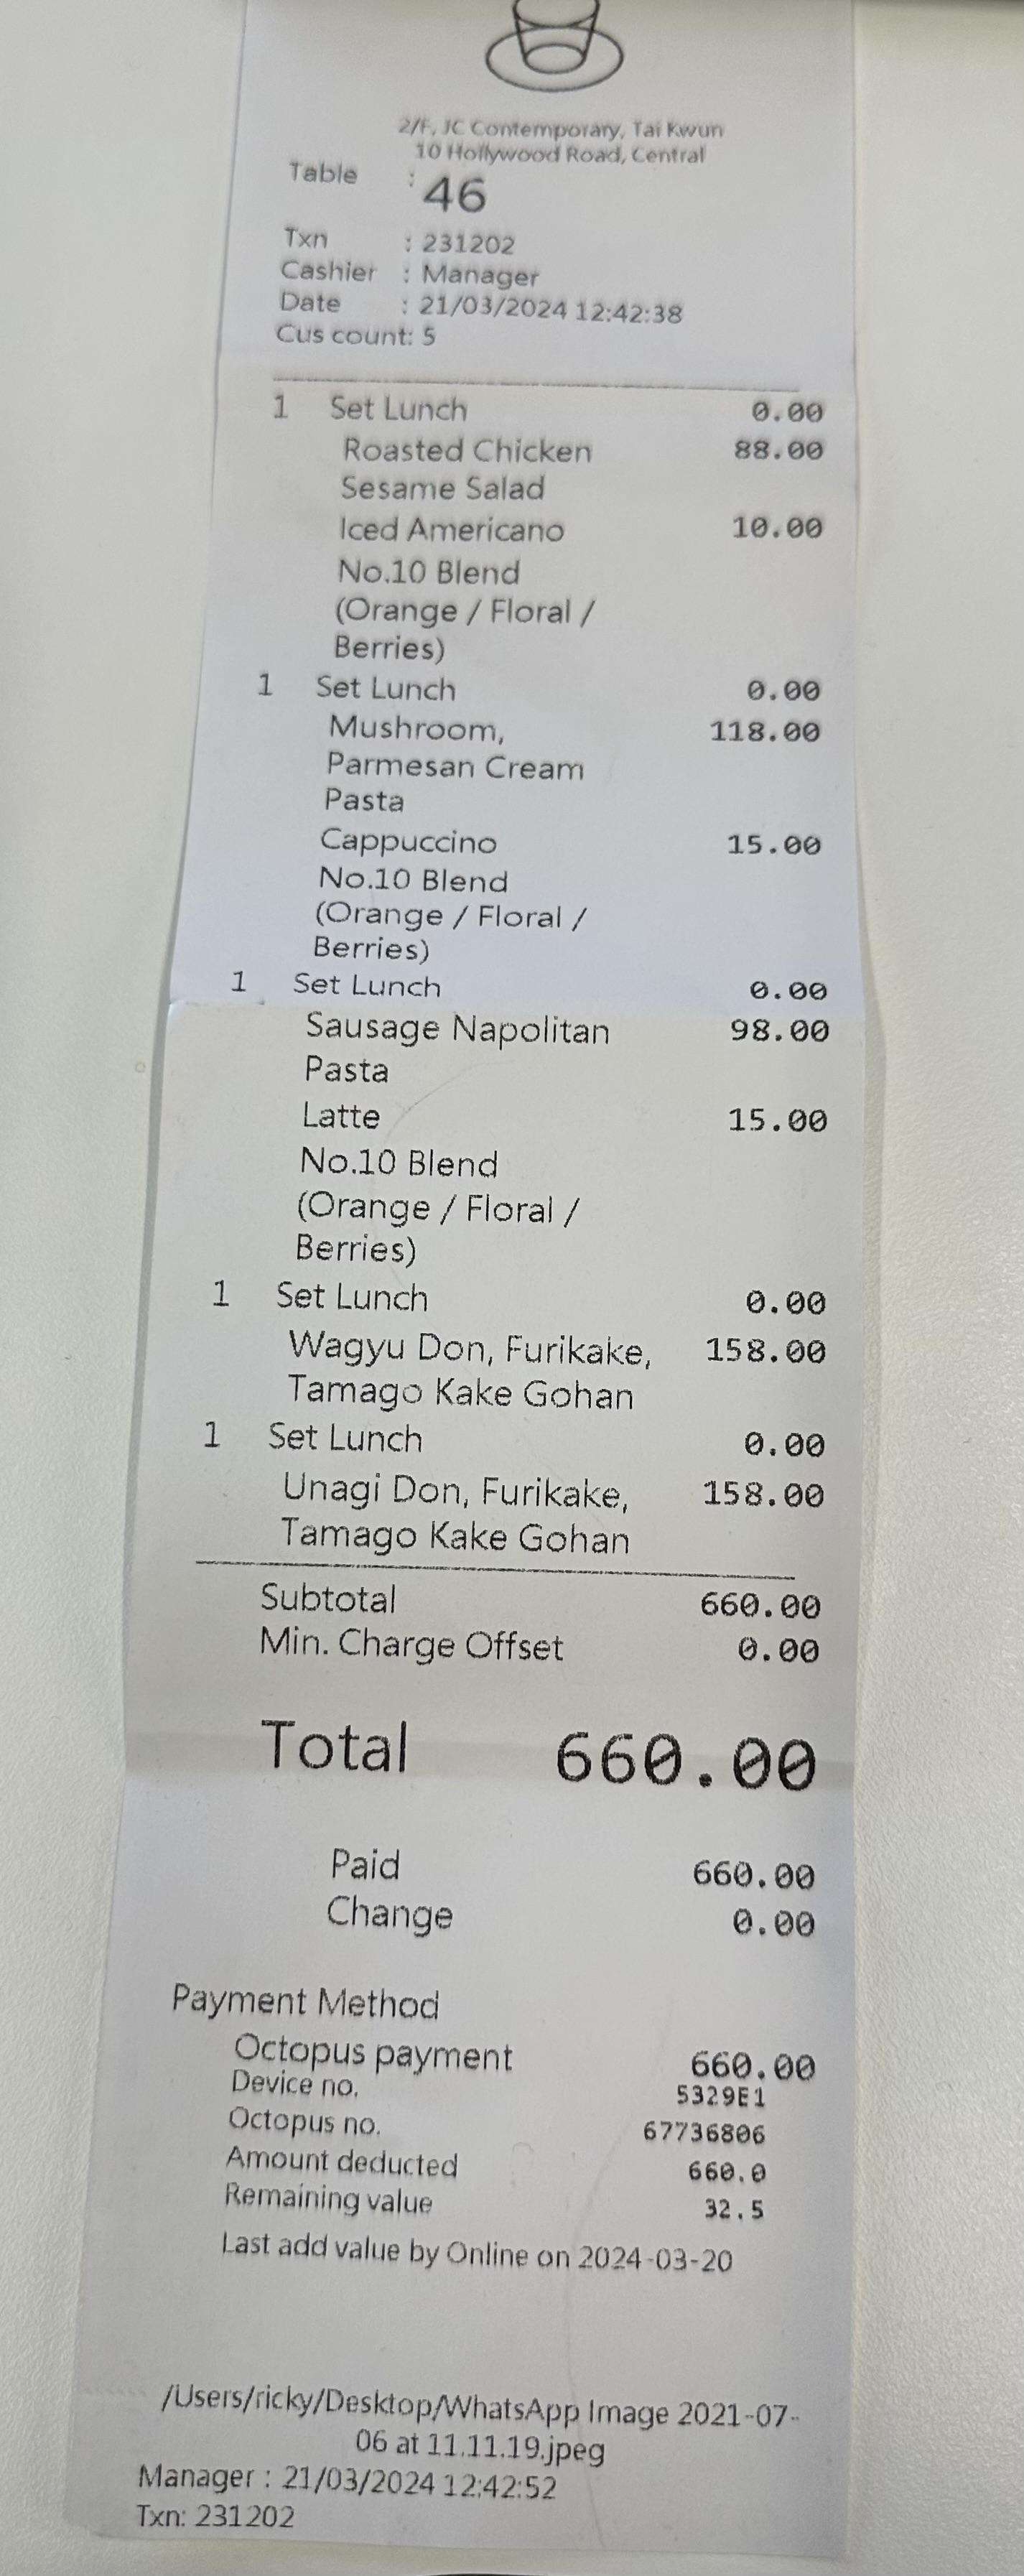 2/F, JC Contemporary, Tai Kwun
10 Hollywood Road, Central
Table : 46
Txn : 231202
Cashier : Manager
Date : 21/03/2024 12:42:38
Cus count: 5
1 Set Lunch 0.00
Roasted Chicken 88.00
Sesame Salad
Iced Americano 10.00
No.10 Blend
(Orange / Floral /
Berries)
1 Set Lunch 0.00
Mushroom, 118.00
Parmesan Cream
Pasta
Cappuccino 15.00
No.10 Blend
(Orange / Floral /
Berries)
1 Set Lunch 0.00
Sausage Napolitan 98.00
Pasta
Latte 15.00
No.10 Blend
(Orange / Floral /
Berries)
1 Set Lunch 0.00
Wagyu Don, Furikake, 158.00
Tamago Kake Gohan
1 Set Lunch 0.00
Unagi Don, Furikake, 158.00
Tamago Kake Gohan
Subtotal 660.00
Min. Charge Offset 0.00
Total 660.00
Paid 660.00
Change 0.00
Payment Method
Octopus payment 660.00
Device no. 5329E1
Octopus no. 67736806
Amount deducted 660.0
Remaining value 32.5
Last add value by Online on 2024-03-20
/Users/ricky/Desktop/WhatsApp Image 2021-07-
06 at 11.11.19.jpeg
Manager : 21/03/2024 12:42:52
Txn: 231202